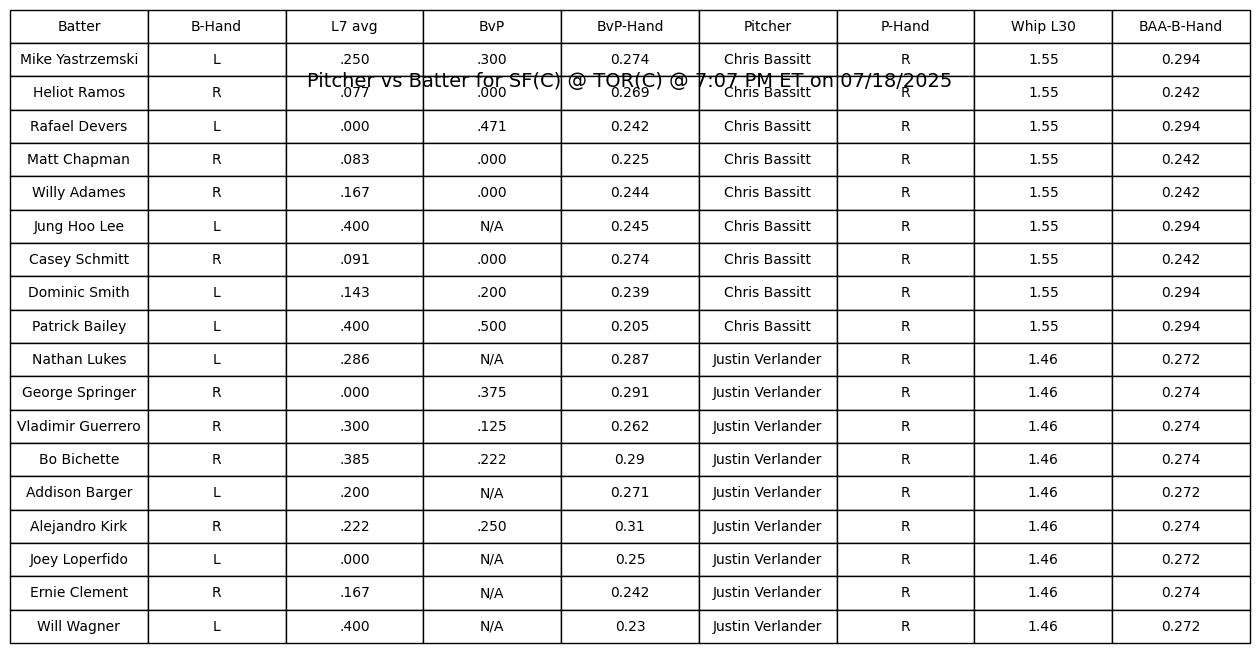 Batter B-Hand L7 avg BvP BvP-Hand Pitcher P-Hand Whip L30 BAA-B-Hand
Mike Yastrzemski L .250 .300 0.274 Chris Bassitt R 1.55 0.294
Pitcher vs Batter for SF(C) @ TOR(C) @ 7:07 PM ET on 07/18/2025
Heliot Ramos R .077 .000 0.269 Chris Bassitt R 1.55 0.242
Rafael Devers L .000 .471 0.242 Chris Bassitt R 1.55 0.294
Matt Chapman R .083 .000 0.225 Chris Bassitt R 1.55 0.242
Willy Adames R .167 .000 0.244 Chris Bassitt R 1.55 0.242
Jung Hoo Lee L .400 N/A 0.245 Chris Bassitt R 1.55 0.294
Casey Schmitt R .091 .000 0.274 Chris Bassitt R 1.55 0.242
Dominic Smith L .143 .200 0.239 Chris Bassitt R 1.55 0.294
Patrick Bailey L .400 .500 0.205 Chris Bassitt R 1.55 0.294
Nathan Lukes L .286 N/A 0.287 Justin Verlander R 1.46 0.272
George Springer R .000 .375 0.291 Justin Verlander R 1.46 0.274
Vladimir Guerrero R .300 .125 0.262 Justin Verlander R 1.46 0.274
Bo Bichette R .385 .222 0.29 Justin Verlander R 1.46 0.274
Addison Barger L .200 N/A 0.271 Justin Verlander R 1.46 0.272
Alejandro Kirk R .222 .250 0.31 Justin Verlander R 1.46 0.274
Joey Loperfido L .000 N/A 0.25 Justin Verlander R 1.46 0.272
Ernie Clement R .167 N/A 0.242 Justin Verlander R 1.46 0.274
Will Wagner L .400 N/A 0.23 Justin Verlander R 1.46 0.272